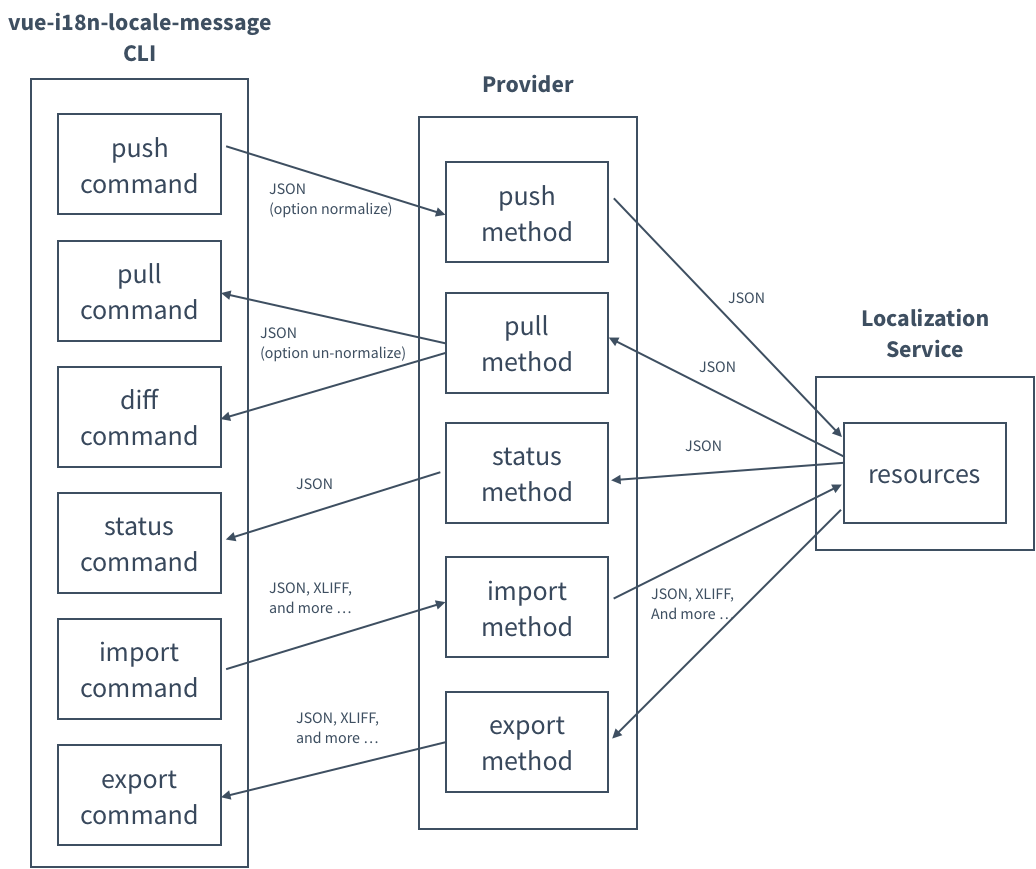 vue-i18n-locale-message
CLI
push
command
pull
command
diff
command
status
command
import
command
export
command
JSON
(option normalize)
JSON
(option un-normalize)
JSON
JSON, XLIFF,
and more ...
JSON, XLIFF,
and more ...
Provider
push
method
pull
method
status
method
import
method
export
method
JSON
JSON
JSON
JSON, XLIFF,
And more ...
Localization
Service
resources